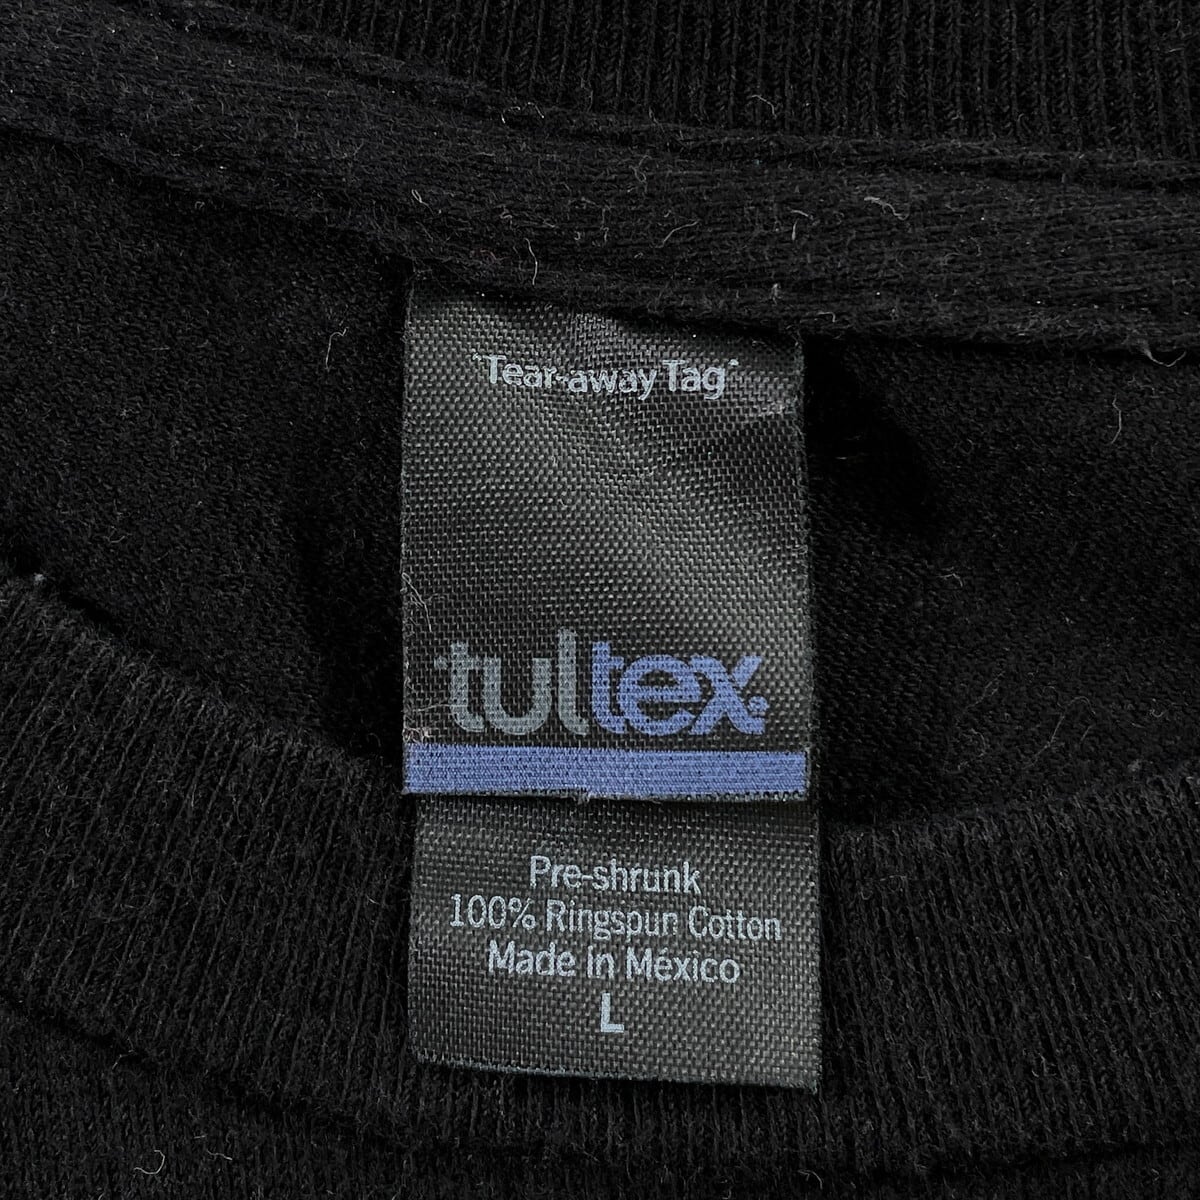 "Tear-away Tag"
tultex®
Pre-shrunk
100% Ringspun Cotton
Made in México
L